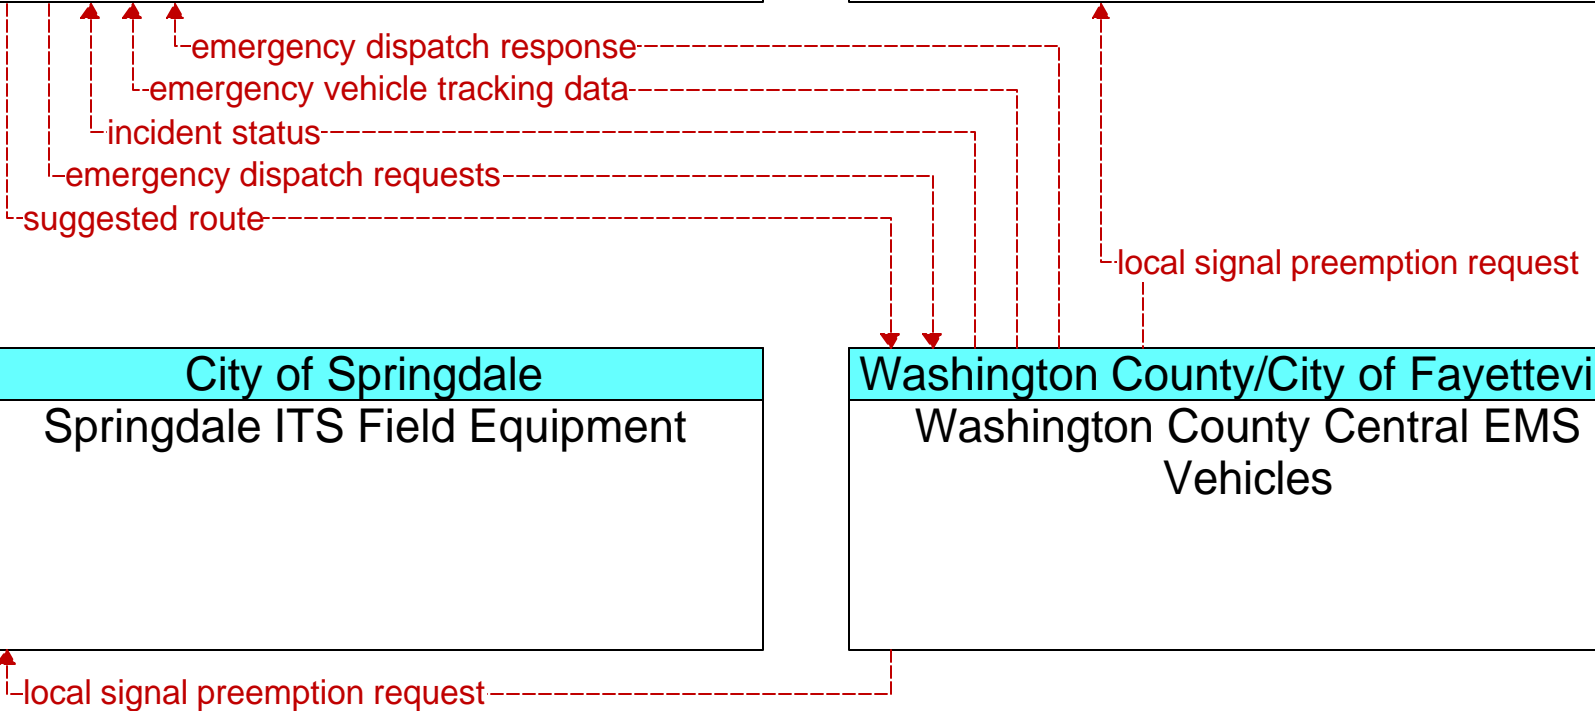 emergency dispatch response
emergency vehicle tracking data
incident status
emergency dispatch requests
suggested route
local signal preemption request
City of Springdale
Springdale ITS Field Equipment
Washington County/City of Fayettevi
Washington County Central EMS
Vehicles
local signal preemption request